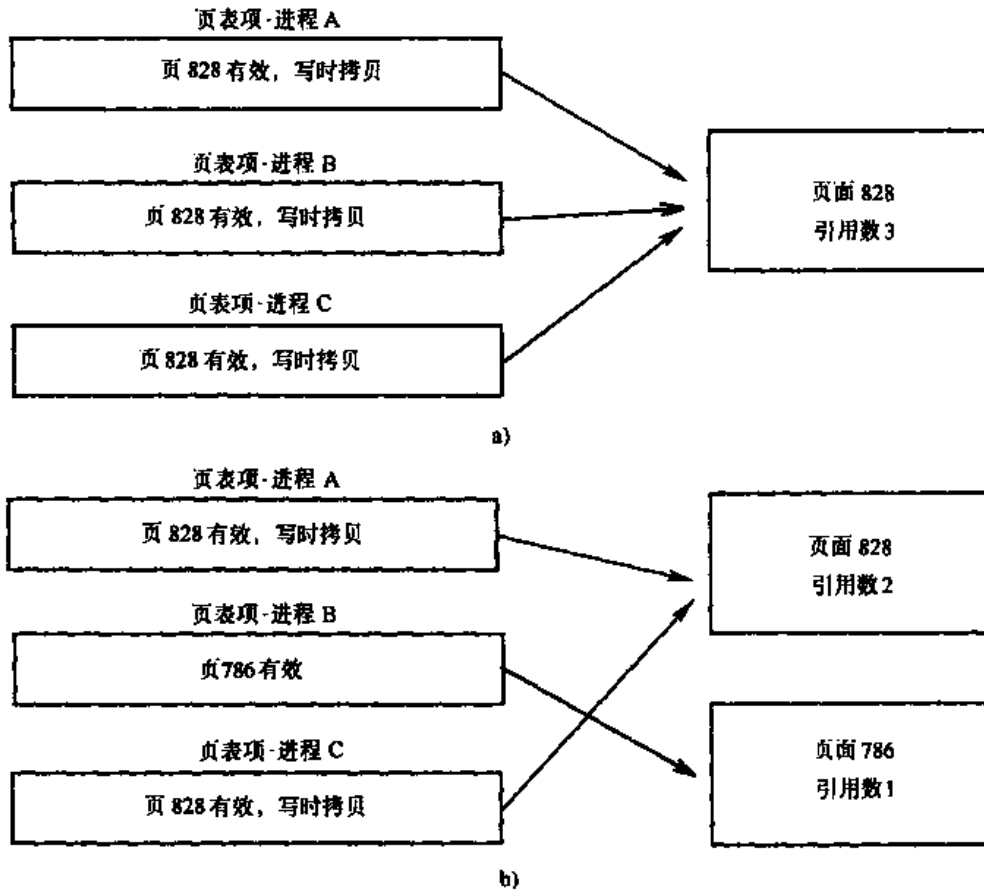 页表项-进程 A
页 828 有效，写时拷贝
页表项-进程 B
页 828 有效，写时拷贝
页面 828
引用数 3
页表项-进程 C
页 828 有效，写时拷贝
a)
页表项-进程 A
页 828 有效，写时拷贝
页面 828
引用数 2
页表项-进程 B
页786有效
页表项-进程 C
页 828 有效，写时拷贝
页面 786
引用数 1
b)